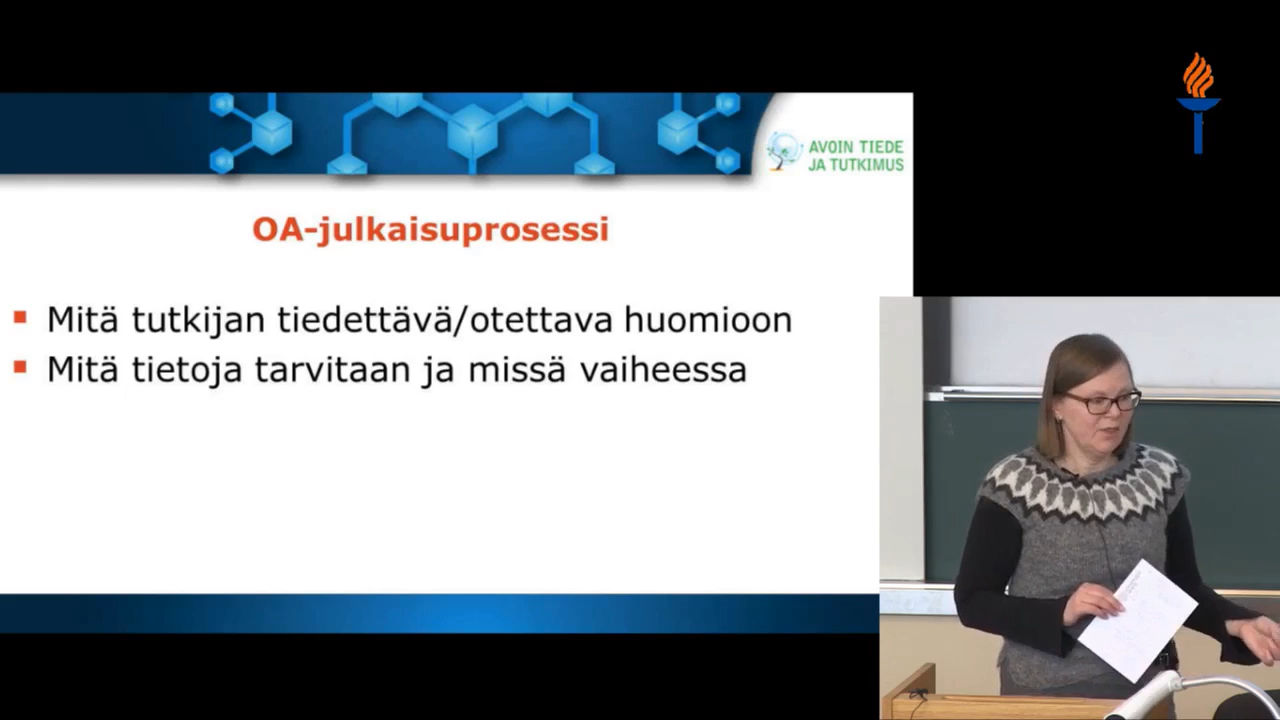 AVOIN TIEDE
JA TUTKIMUS
OA-julkaisuprosessi
Mitä tutkijan tiedettävä/otettava huomioon
Mitä tietoja tarvitaan ja missä vaiheessa